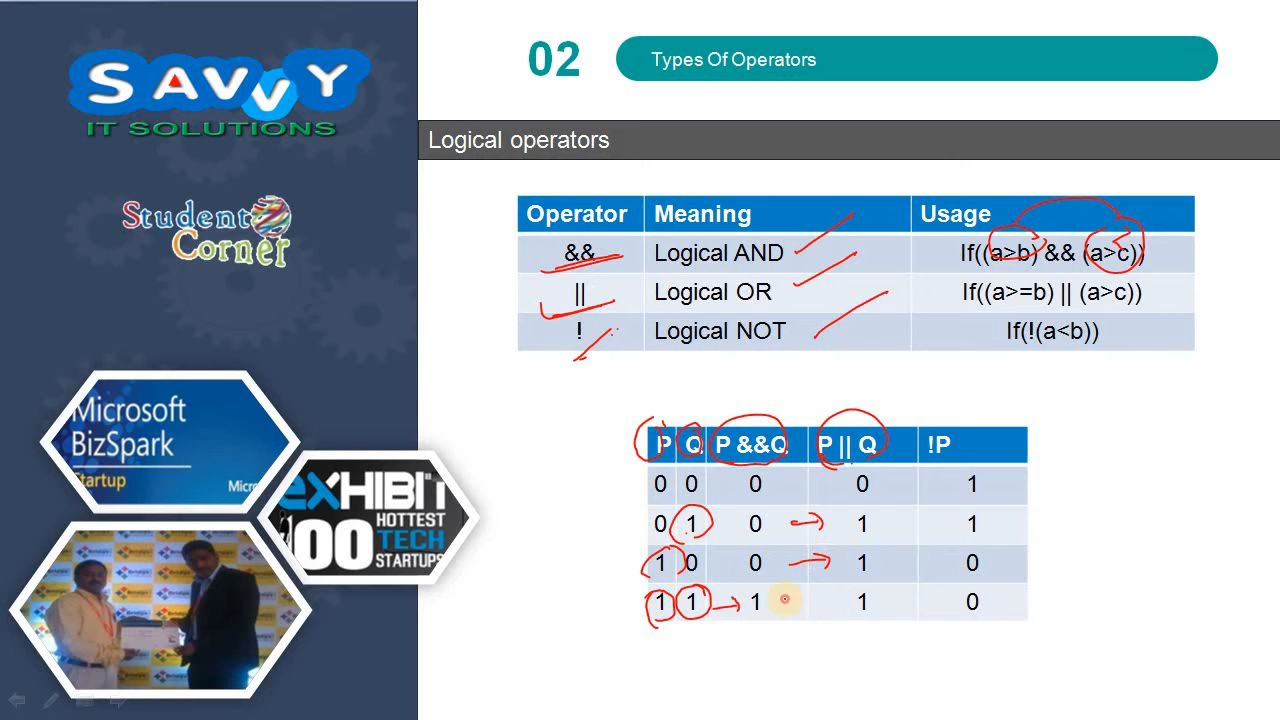 SAVVY
IT SOLUTIONS
Student
Corner
Microsoft
BizSpark
Startup
Micros
EXHIBIT
100 HOTTEST
TECH
STARTUPS
02 Types Of Operators
Logical operators
Operator Meaning Usage
&& Logical AND If((a>b) && (a>c))
|| Logical OR If((a>=b) || (a>c))
! Logical NOT If(!(a<b))
P Q P &&Q P || Q !P
0 0 0 0 1
0 1 0 1 1
1 0 0 1 0
1 1 1 1 0